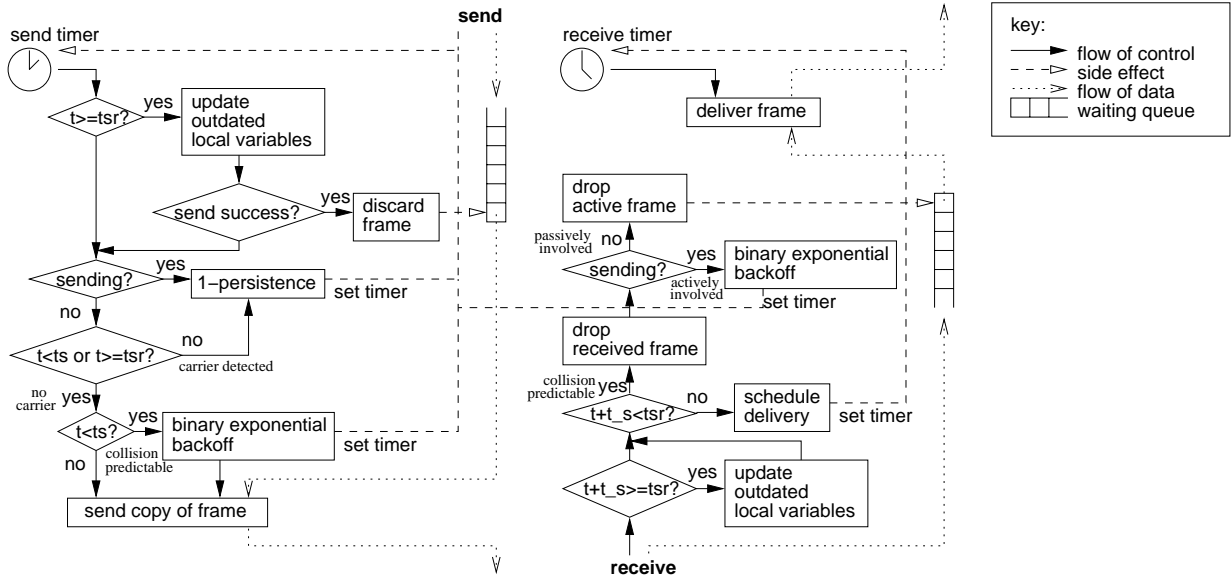 send timer
t>=tsr?
yes
update
outdated
local variables
send success?
yes
discard
frame
sending?
yes
1−persistence
set timer
no
t<ts or t>=tsr?
no
carrier detected
no
carrier
yes
t<ts?
yes
collision
predictable
binary exponential
backoff
set timer
no
send copy of frame
send
receive timer
deliver frame
drop
active frame
passively
involved
no
sending?
yes
actively
involved
binary exponential
backoff
set timer
drop
received frame
collision
predictable
yes
t+t_s<tsr?
no
schedule
delivery
set timer
t+t_s>=tsr?
yes
update
outdated
local variables
receive
key:
flow of control
side effect
flow of data
waiting queue